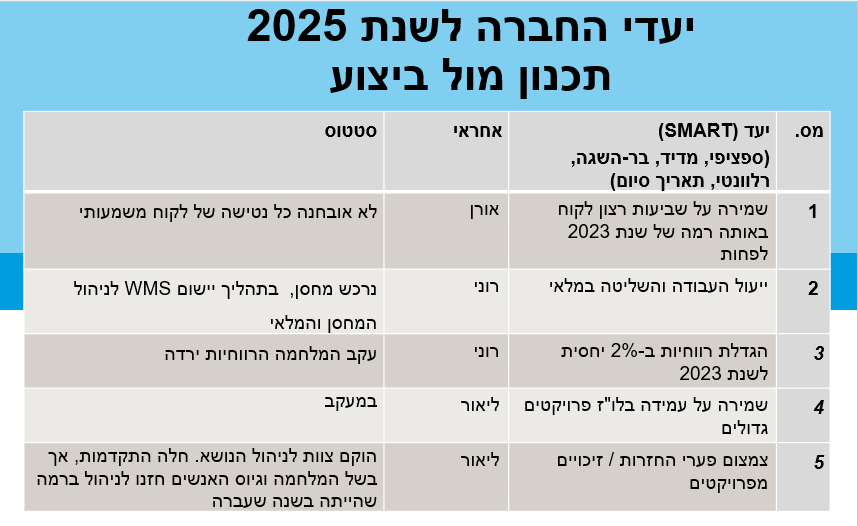 יעדי החברה לשנת 2025
תכנון מול ביצוע
מס.
יעד (SMART)
(ספציפי, מדיד, בר-השגה,
רלוונטי, תאריך סיום)
אחראי
סטטוס
1
שמירה על שביעות רצון לקוח
באותה רמה של שנת 2023
לפחות
אורן
לא אובחנה כל נטישה של לקוח משמעותי
2
ייעול העבודה והשליטה במלאי
רוני
נרכש מחסן, בתהליך יישום WMS לניהול
המחסן והמלאי
3
הגדלת רווחיות ב-2% יחסית
לשנת 2023
רוני
עקב המלחמה הרווחיות ירדה
4
שמירה על עמידה בלו"ז פרויקטים
גדולים
ליאור
במעקב
5
צמצום פערי החזרות / זיכויים
מפרויקטים
ליאור
הוקם צוות לניהול הנושא. חלה התקדמות, אך
בשל המלחמה וגיוס האנשים חזנו לניהול ברמה
שהייתה בשנה שעברה